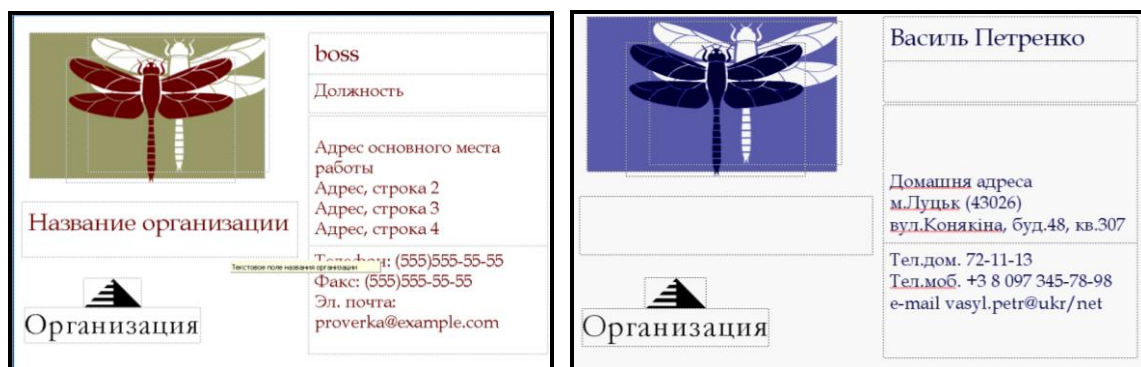 boss
Должность
Адрес основного места
работы
Адрес, строка 2
Адрес, строка 3
Адрес, строка 4
Название организации
Телефон: (555)555-55-55
Текстовое поле названия организации
Факс: (555)555-55-55
Эл. почта:
proverka@example.com
Организация
Василь Петренко
Домашня адреса
м.Луцьк (43026)
вул.Конякіна, буд.48, кв.307
Тел.дом. 72-11-13
Тел.моб. +3 8 097 345-78-98
e-mail vasyl.petr@ukr/net
Организация